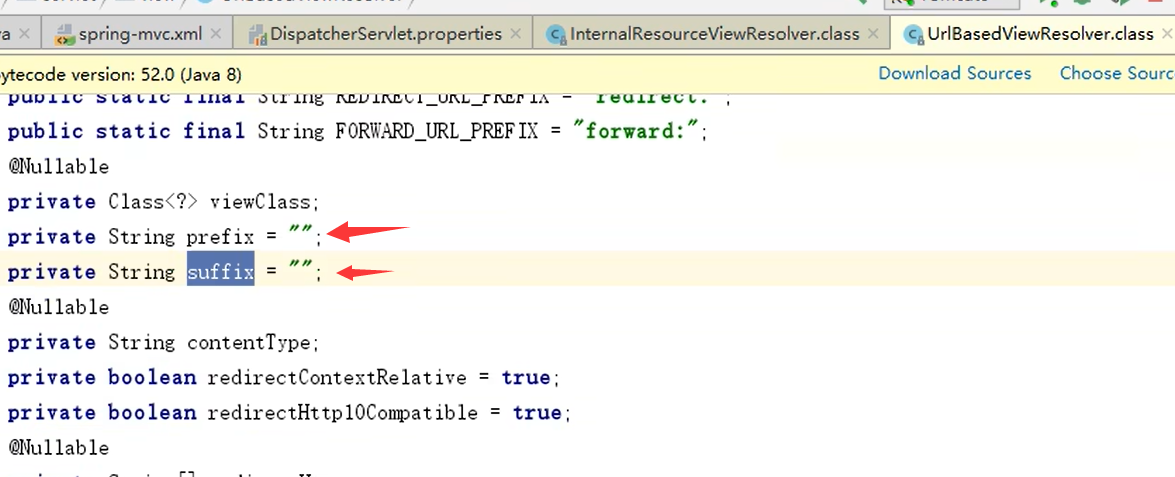 UrlBasedViewResolver
spring-mvc.xml × DispatcherServlet.properties × InternalResourceViewResolver.class × UrlBasedViewResolver.class ×
bytecode version: 52.0 (Java 8) Download Sources Choose Sourc
public static final String REDIRECT_URL_PREFIX = "redirect:";
public static final String FORWARD_URL_PREFIX = "forward:";
@Nullable
private Class<?> viewClass;
private String prefix = "";
private String suffix = "";
@Nullable
private String contentType;
private boolean redirectContextRelative = true;
private boolean redirectHttp10Compatible = true;
@Nullable